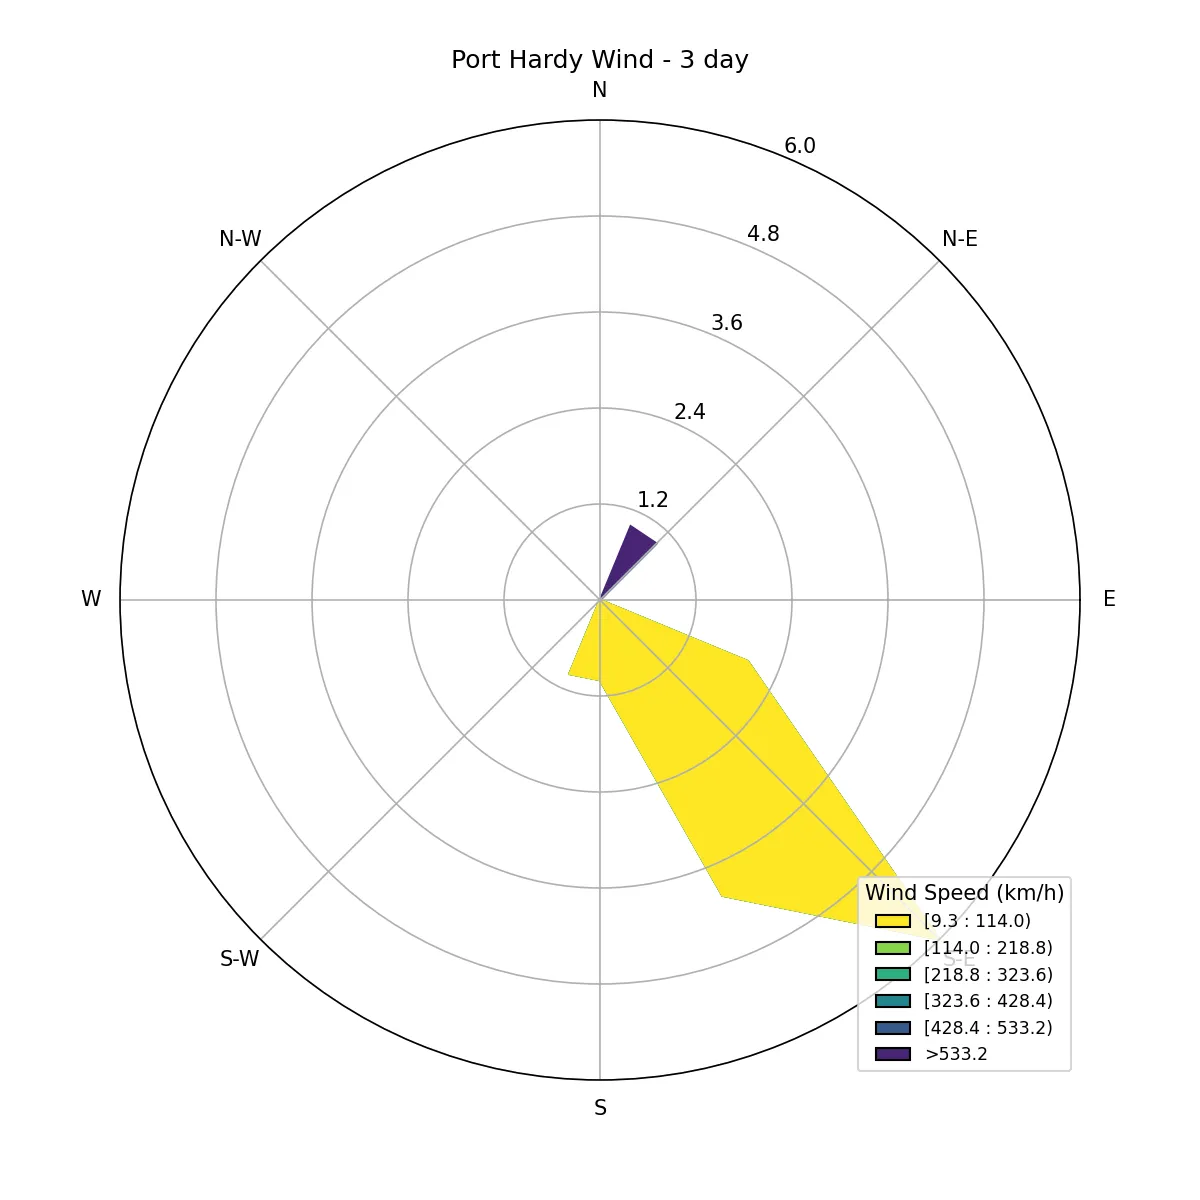 Port Hardy Wind - 3 day
N
6.0
4.8
N-W
N-E
3.6
2.4
1.2
W
E
Wind Speed (km/h)
[9.3 : 114.0)
[114.0 : 218.8)
S-W
S-E
[218.8 : 323.6)
[323.6 : 428.4)
[428.4 : 533.2)
>533.2
S